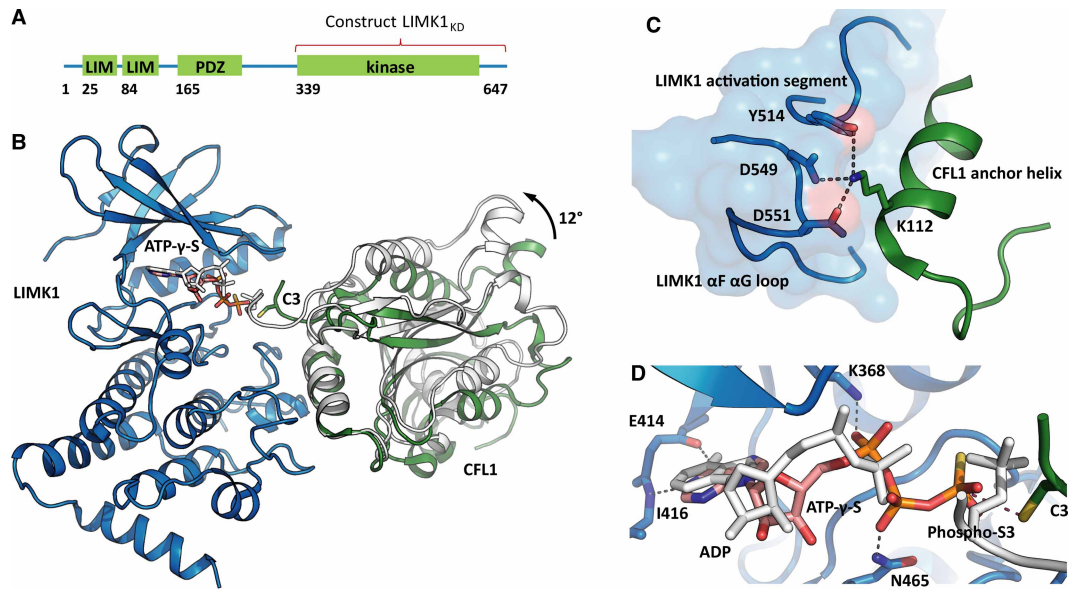 A
Construct LIMK1KD
LIM LIM PDZ kinase
1 25 84 165 339 647
B
12°
ATP-γ-S
LIMK1
C3
CFL1
C
LIMK1 activation segment
Y514
D549
CFL1 anchor helix
D551
K112
LIMK1 αF αG loop
D
K368
E414
I416
ATP-γ-S
C3
Phospho-S3
ADP
N465